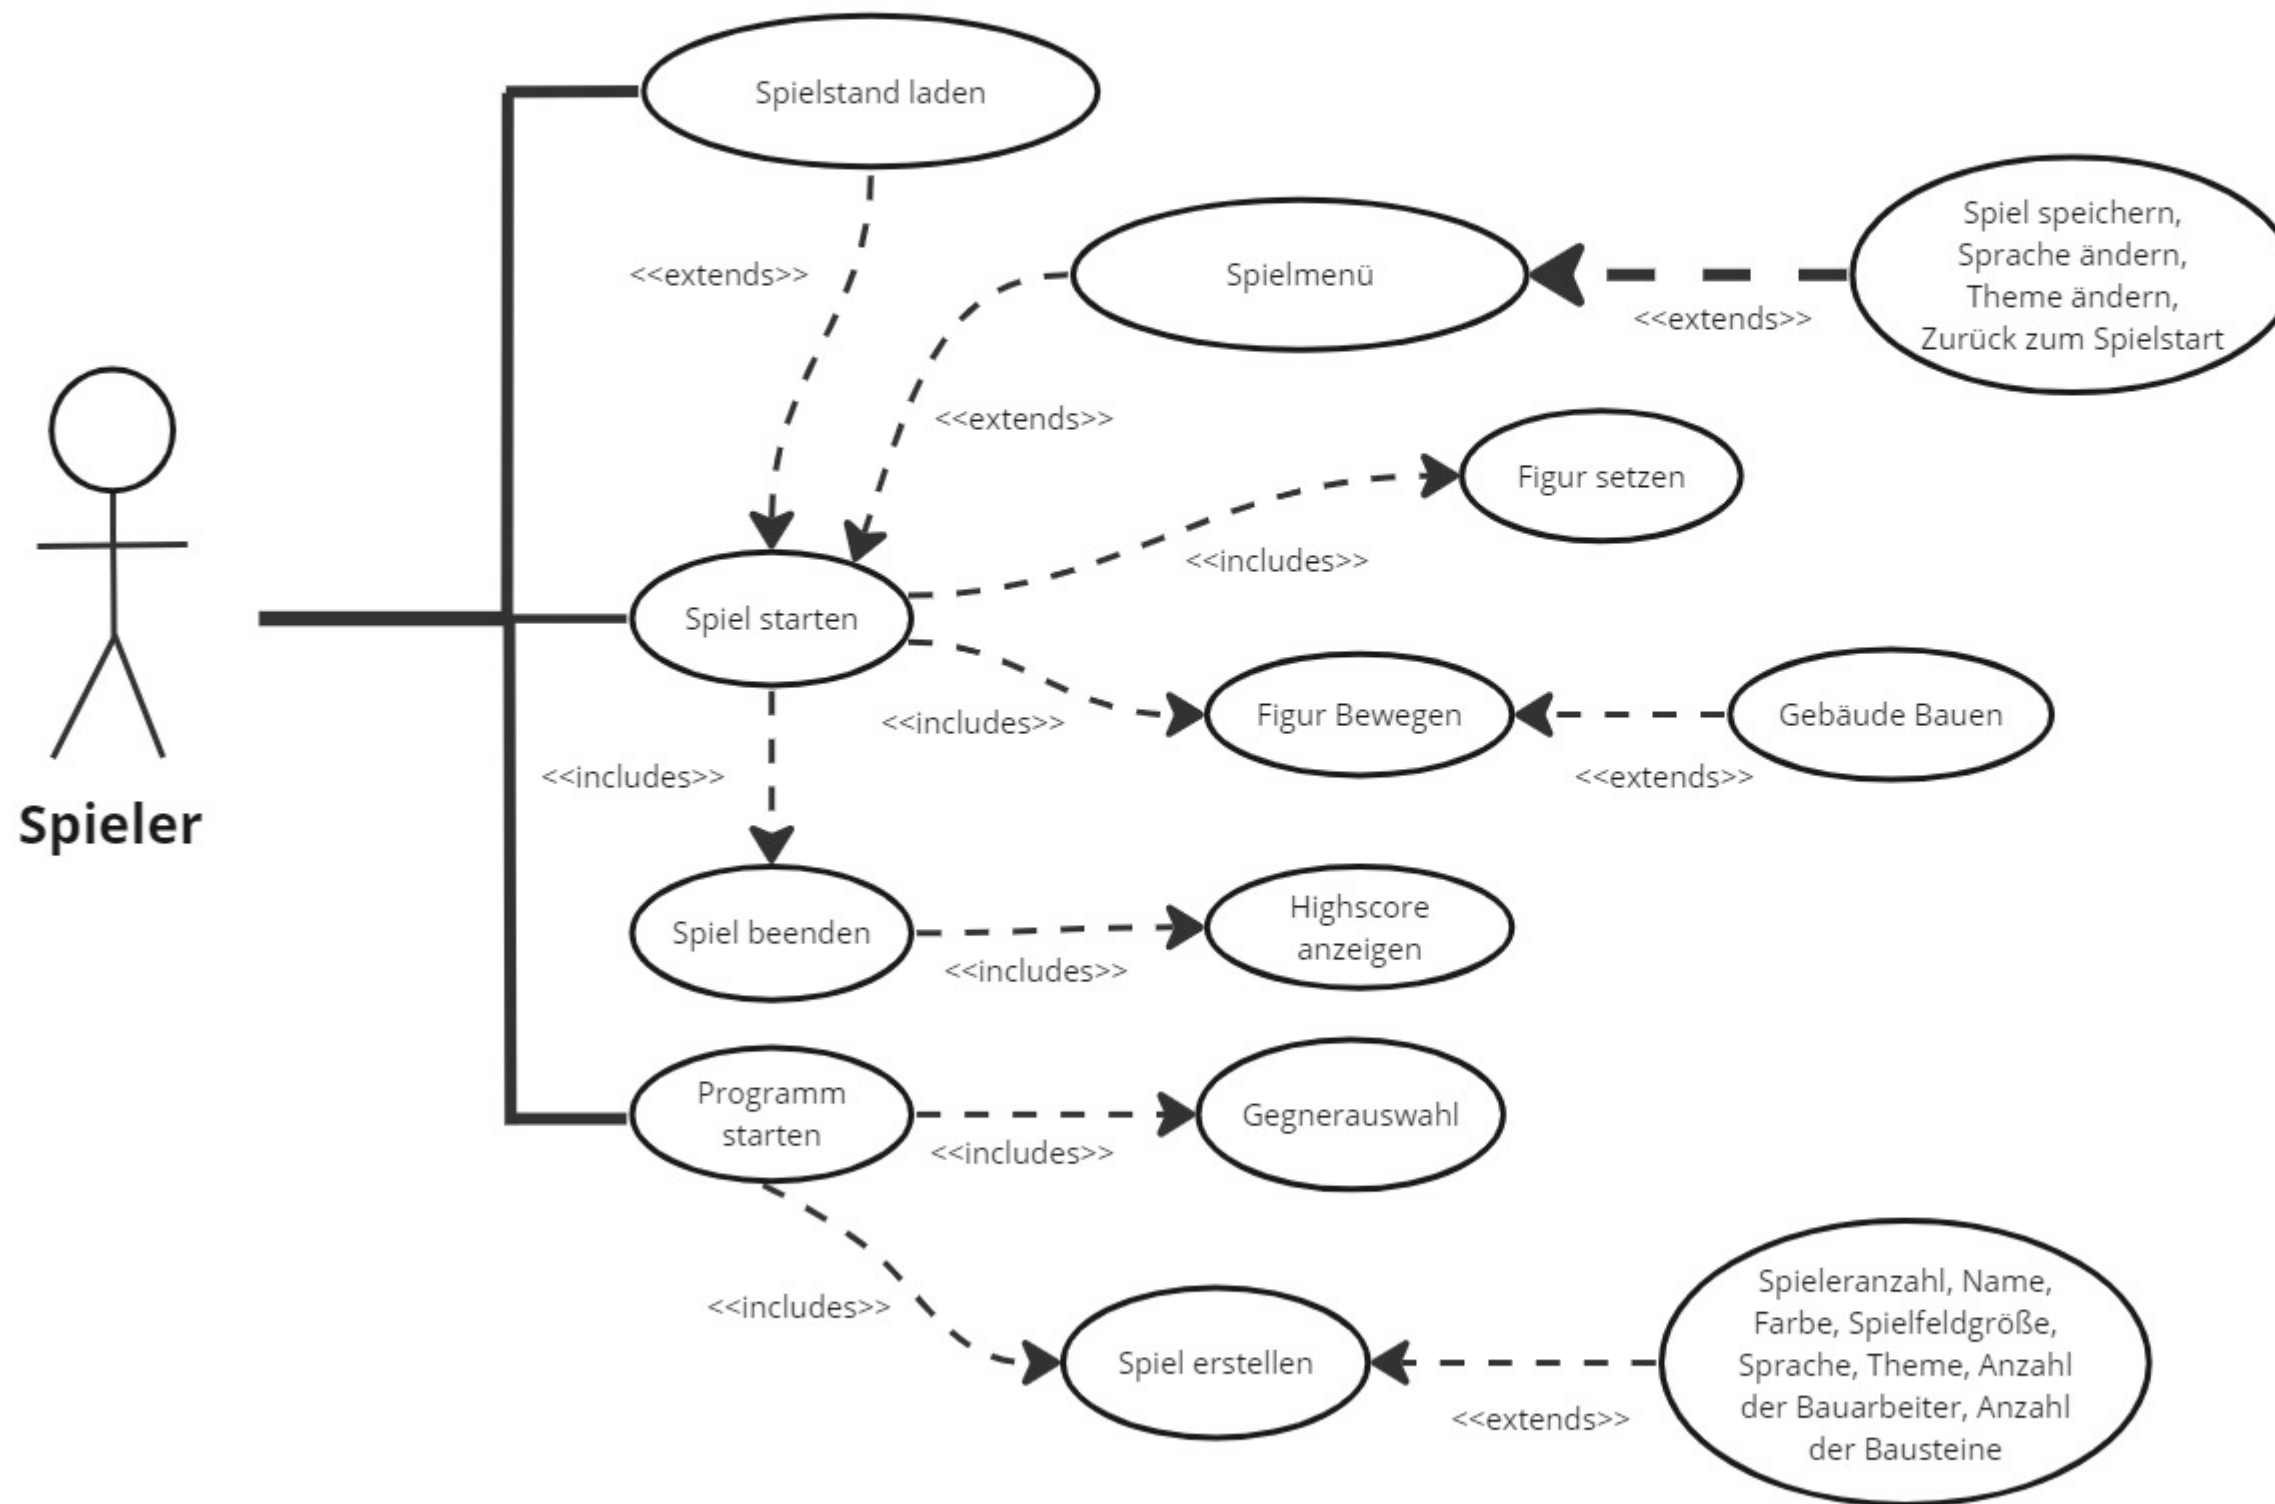 Spielstand laden
Spiel speichern,
Sprache ändern,
Theme ändern,
Zurück zum Spielstart
<<extends>>
Spielmenü
<<extends>>
<<extends>>
Figur setzen
<<includes>>
Spiel starten
Figur Bewegen
Gebäude Bauen
<<includes>>
<<includes>>
<<extends>>
Spieler
Spiel beenden
Highscore
anzeigen
<<includes>>
Programm
starten
Gegnerauswahl
<<includes>>
<<includes>>
Spiel erstellen
Spieleranzahl, Name,
Farbe, Spielfeldgröße,
Sprache, Theme, Anzahl
der Bauarbeiter, Anzahl
der Bausteine
<<extends>>